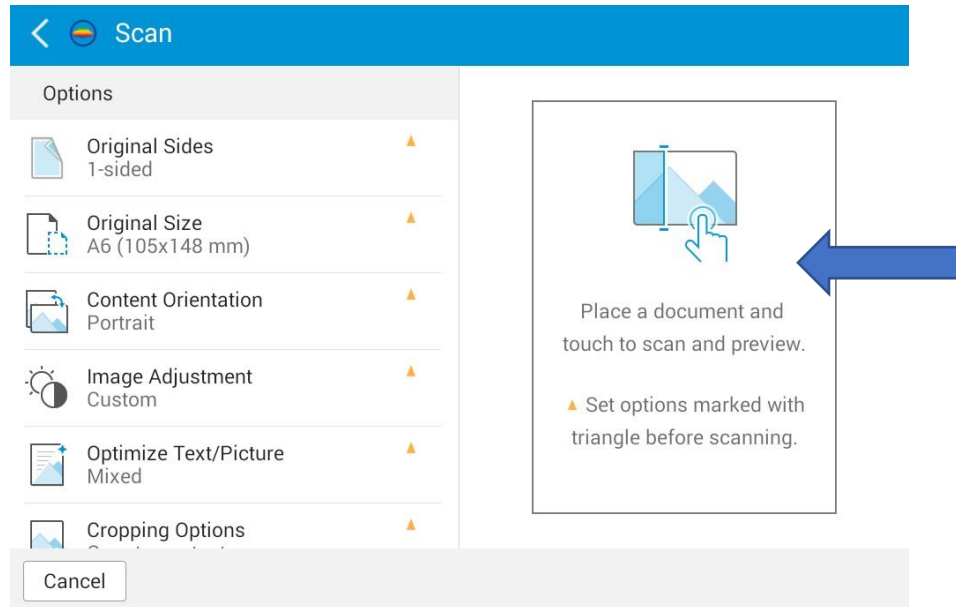 Scan
Options
Original Sides
1-sided
Original Size
A6 (105x148 mm)
Content Orientation
Portrait
Image Adjustment
Custom
Optimize Text/Picture
Mixed
Cropping Options
Cancel
Place a document and
touch to scan and preview.
Set options marked with
triangle before scanning.